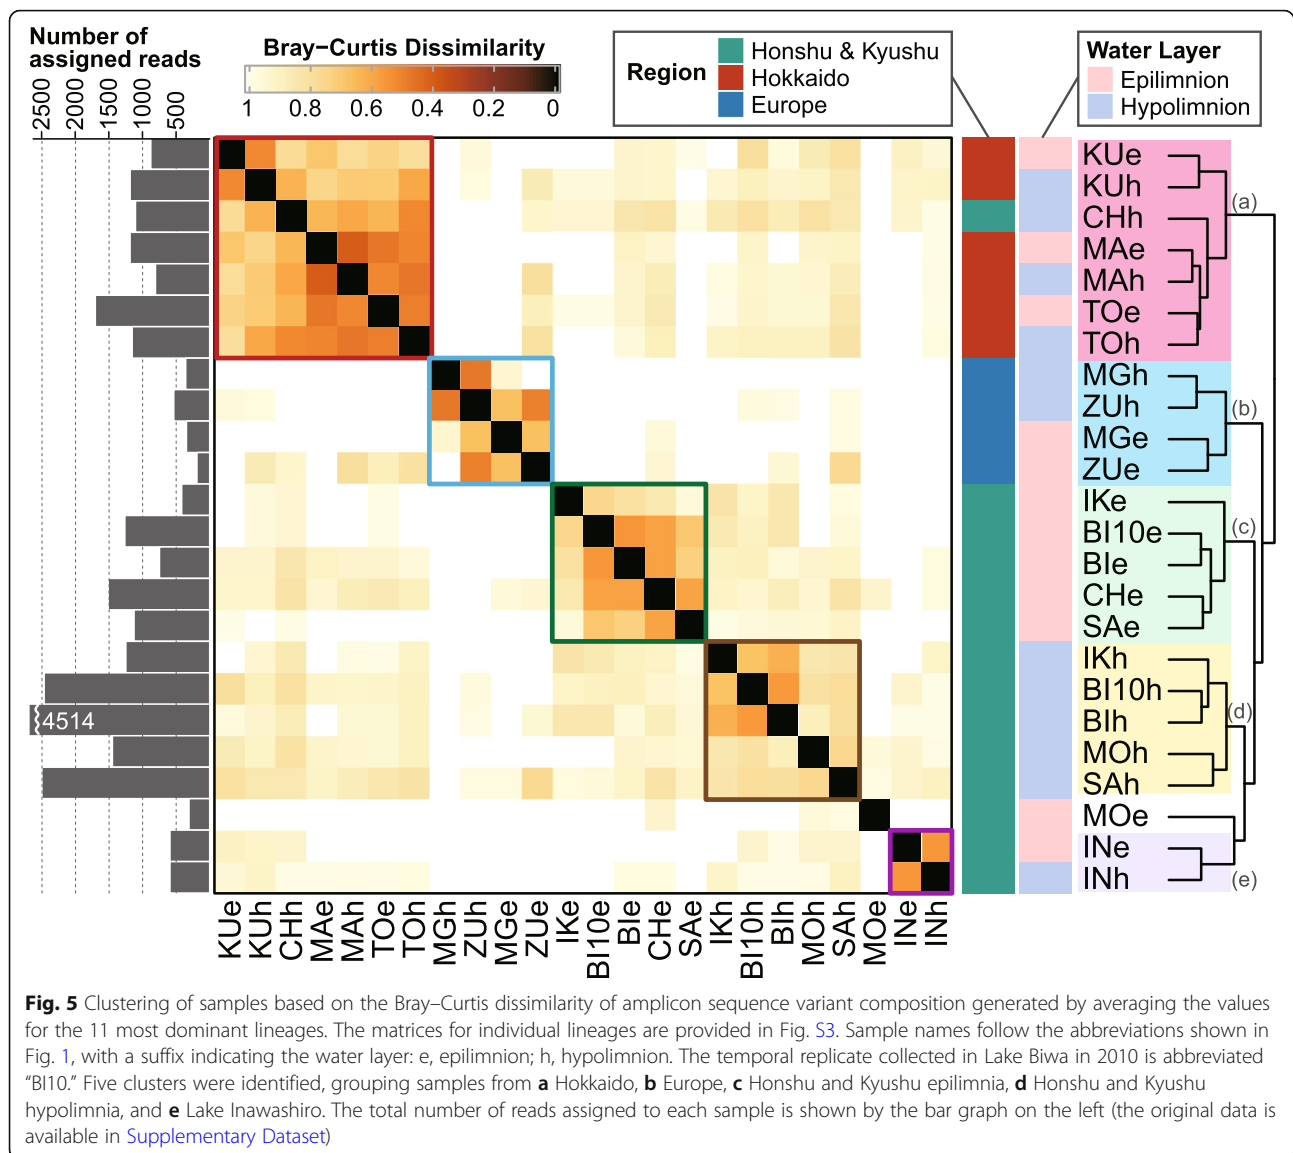 Number of
assigned reads
2500
2000
1500
1000
500
Bray−Curtis Dissimilarity
1 0.8 0.6 0.4 0.2 0
Region
Honshu & Kyushu
Hokkaido
Europe
Water Layer
Epilimnion
Hypolimnion
4514
KUe
KUh
CHh
MAe
MAh
TOe
TOh
MGh
ZUh
MGe
ZUe
IKe
BI10e
BIe
CHe
SAe
IKh
BI10h
BIh
MOh
SAh
MOe
INe
INh
(a)
(b)
(c)
(d)
(e)
KUe
KUh
CHh
MAe
MAh
TOe
TOh
MGh
ZUh
MGe
ZUe
IKe
BI10e
BIe
CHe
SAe
IKh
BI10h
BIh
MOh
SAh
MOe
INe
INh
Fig. 5 Clustering of samples based on the Bray–Curtis dissimilarity of amplicon sequence variant composition generated by averaging the values
for the 11 most dominant lineages. The matrices for individual lineages are provided in Fig. S3. Sample names follow the abbreviations shown in
Fig. 1, with a suffix indicating the water layer: e, epilimnion; h, hypolimnion. The temporal replicate collected in Lake Biwa in 2010 is abbreviated
“BI10.” Five clusters were identified, grouping samples from a Hokkaido, b Europe, c Honshu and Kyushu epilimnia, d Honshu and Kyushu
hypolimnia, and e Lake Inawashiro. The total number of reads assigned to each sample is shown by the bar graph on the left (the original data is
available in Supplementary Dataset)